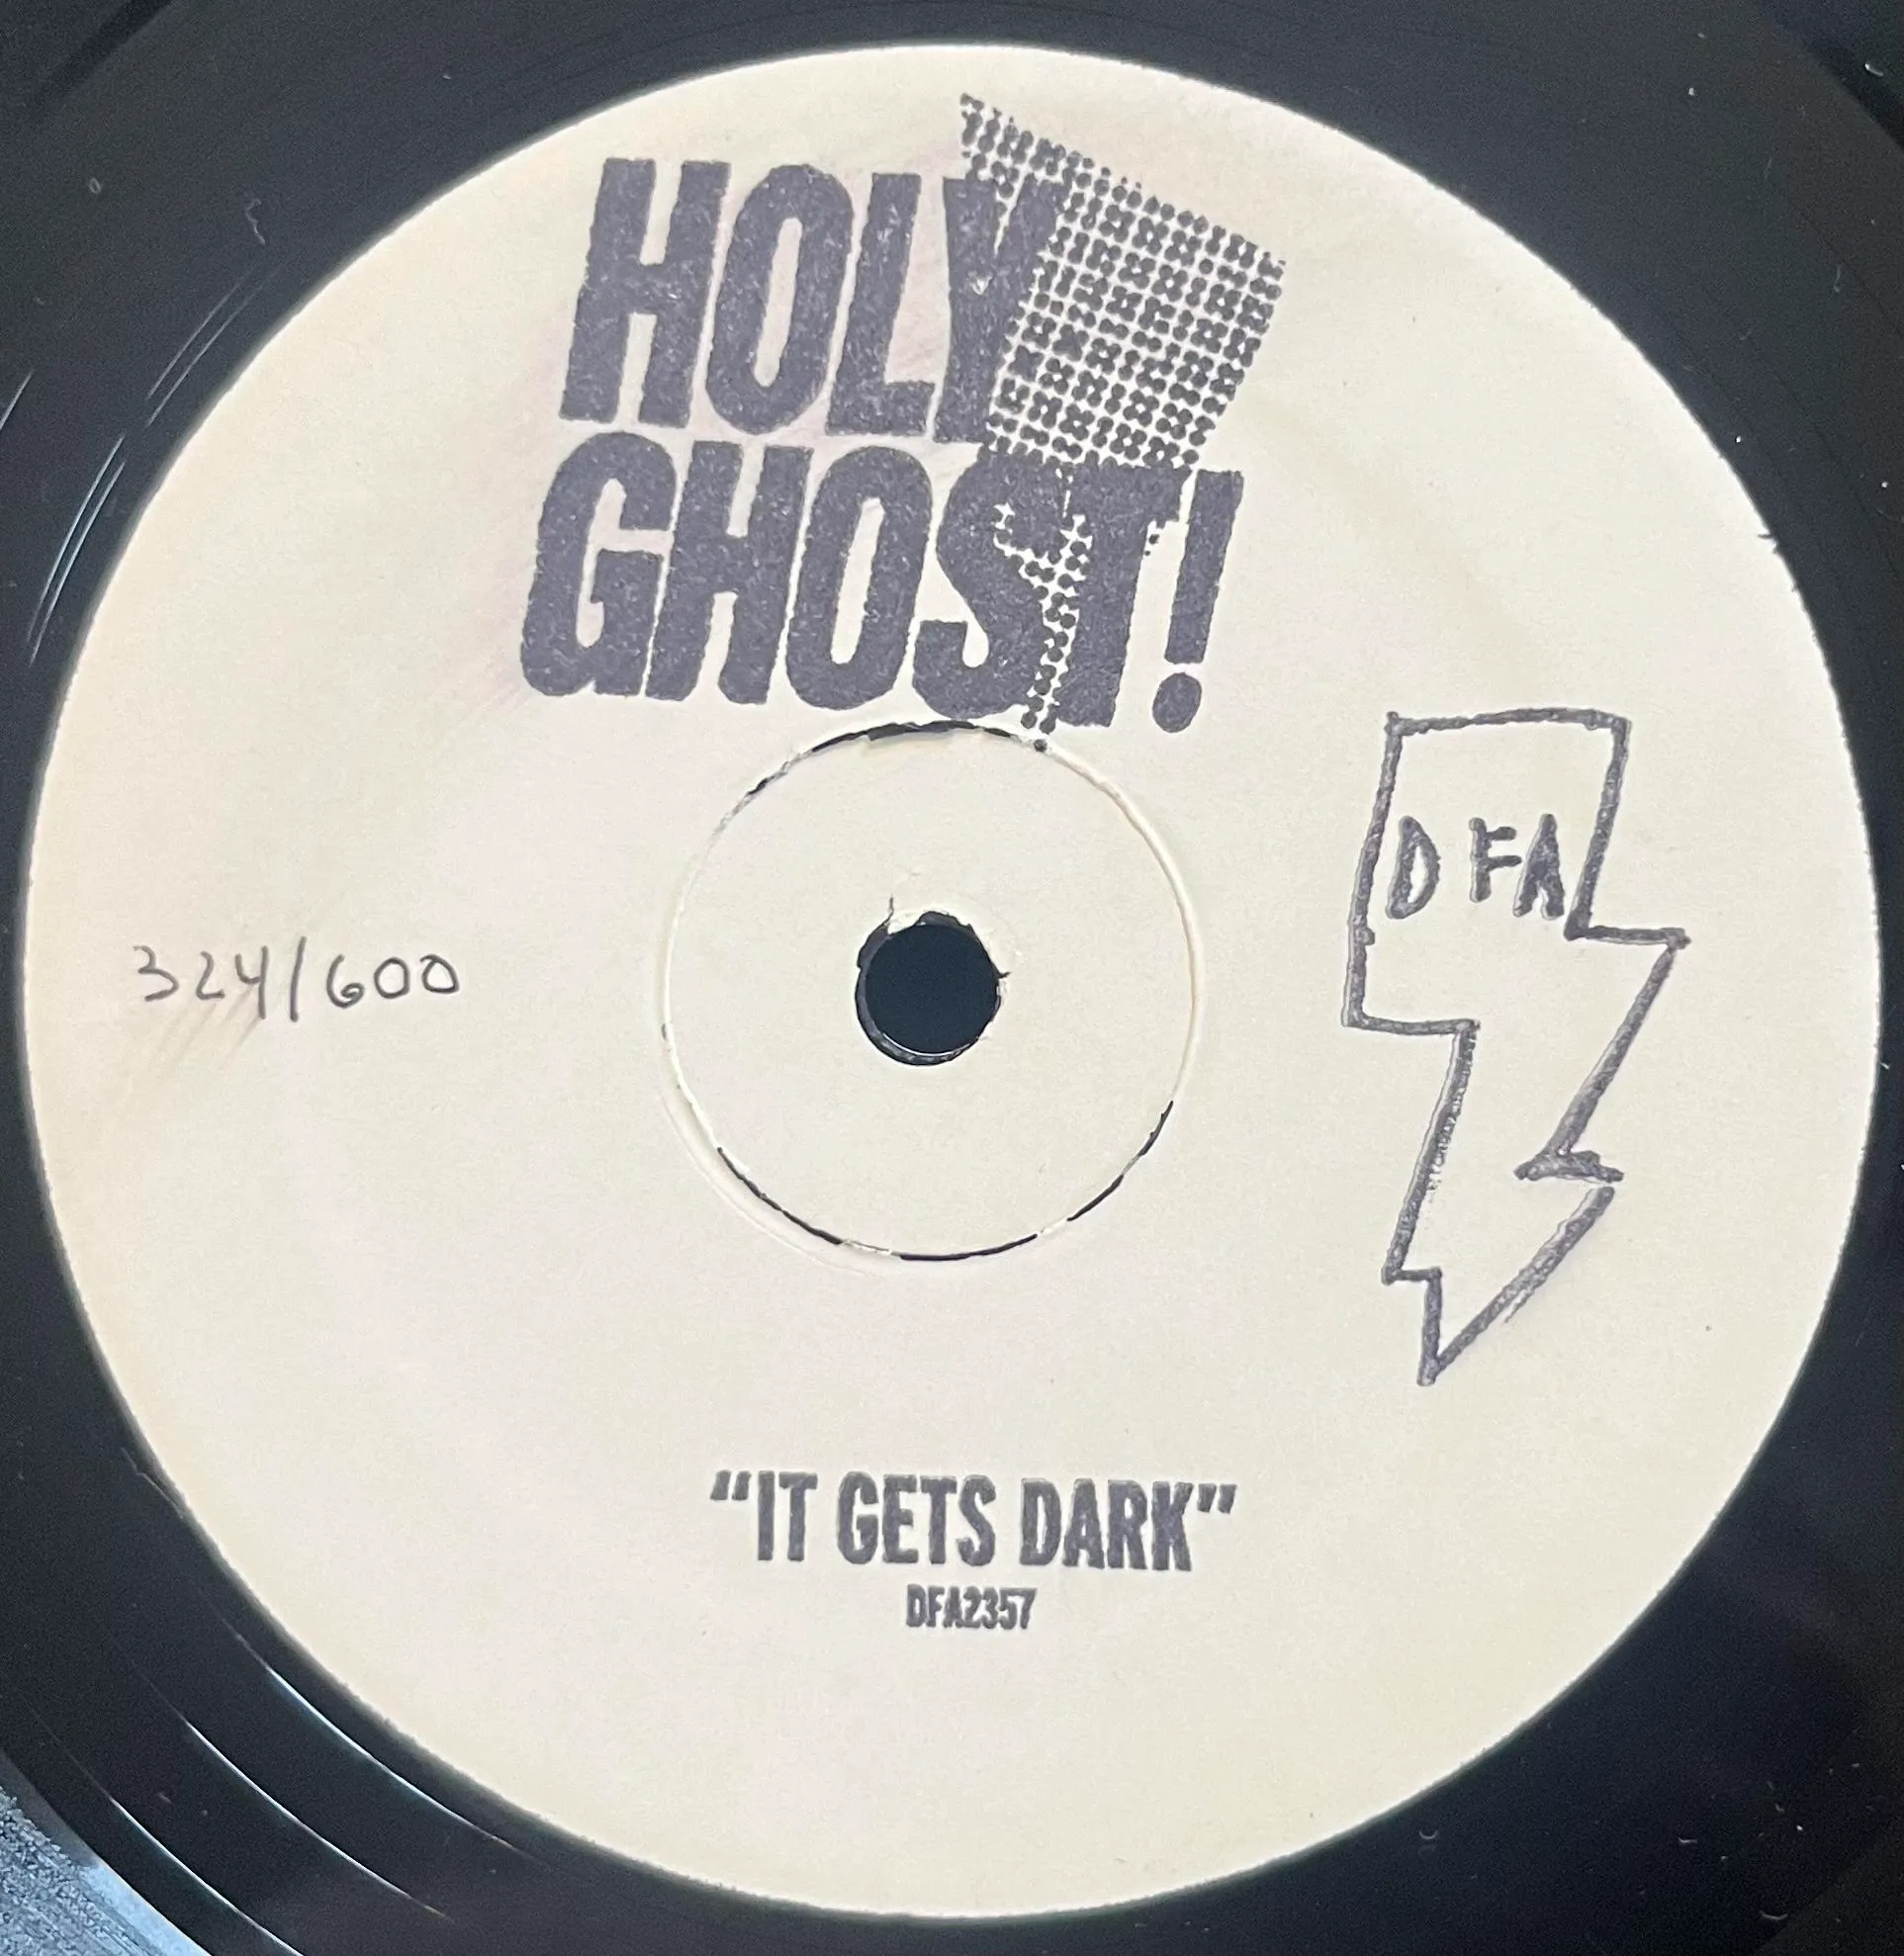 HOLY
GHOST!
DFA
324/600
“IT GETS DARK”
DFA2357